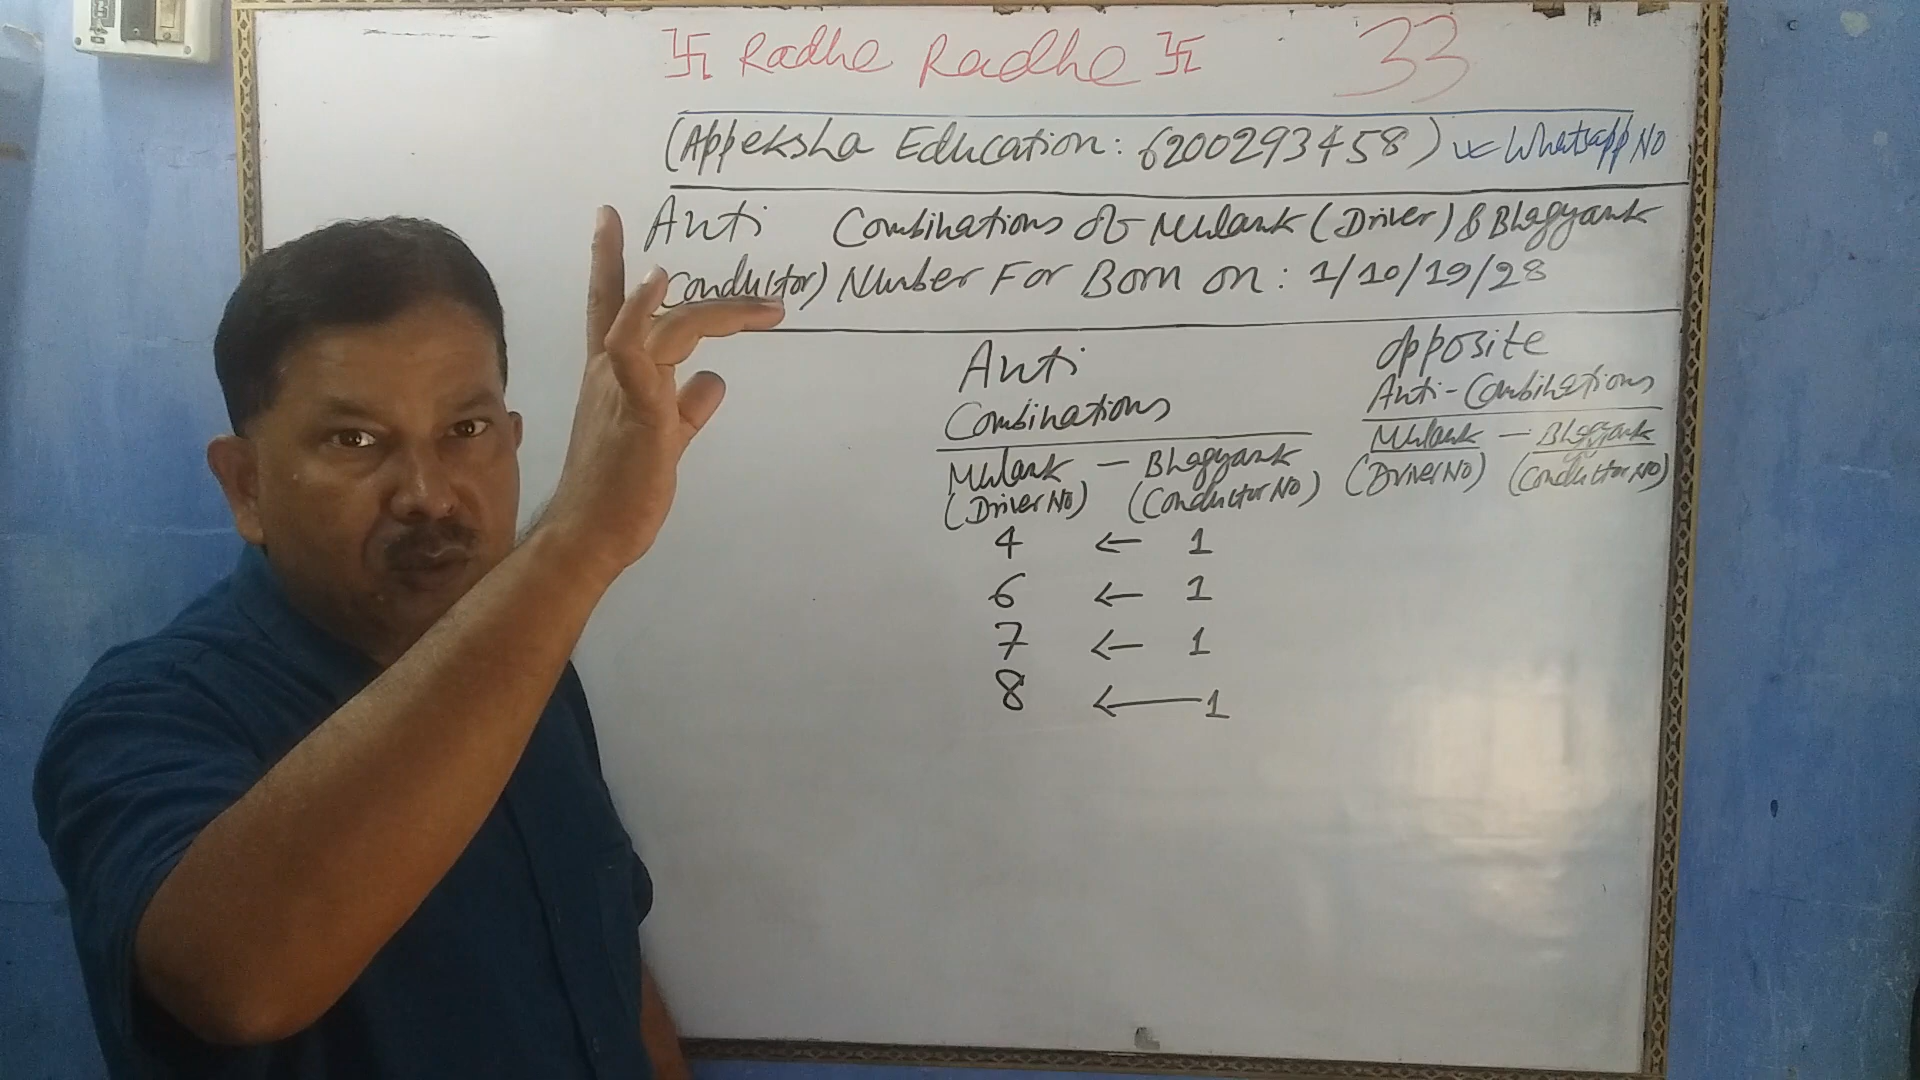 卐 Radhe Radhe 卐 33
(Appeksha Education: 6200293458) ← Whatsapp No
Anti Combinations of Mulank (Driver) & Bhagyank
(Conductor) Number For Born on: 1/10/19/28
Anti
Combinations
Mulank — Bhagyank
(Driver No) (Conductor No)
4 ← 1
6 ← 1
7 ← 1
8 ← 1
Opposite
Anti-Combinations
Mulank — Bhagyank
(Driver No) (Conductor No)